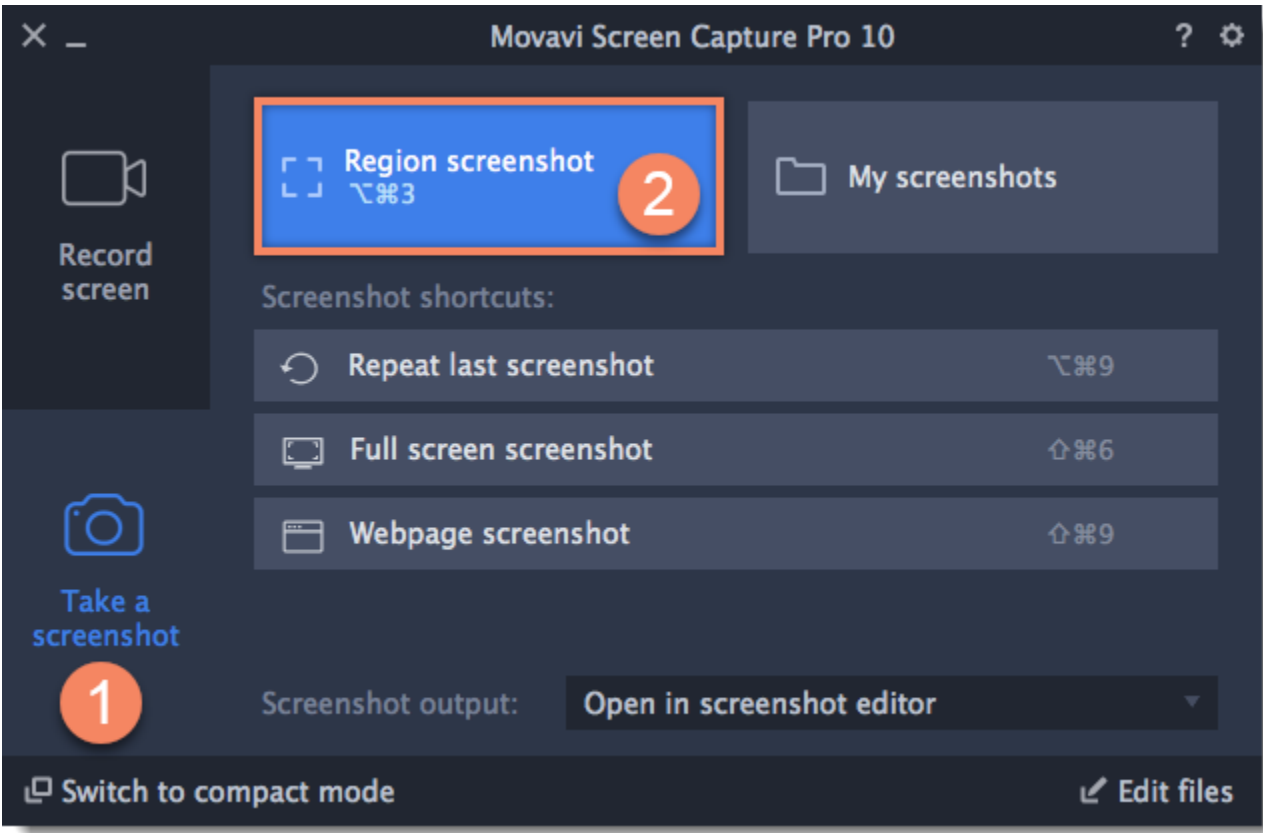 Movavi Screen Capture Pro 10
?
Record
screen
Region screenshot
⌥⌘3
2
My screenshots
Screenshot shortcuts:
Repeat last screenshot ⌥⌘9
Full screen screenshot ⇧⌘6
Webpage screenshot ⇧⌘9
Take a
screenshot
1
Screenshot output: Open in screenshot editor
Switch to compact mode
Edit files